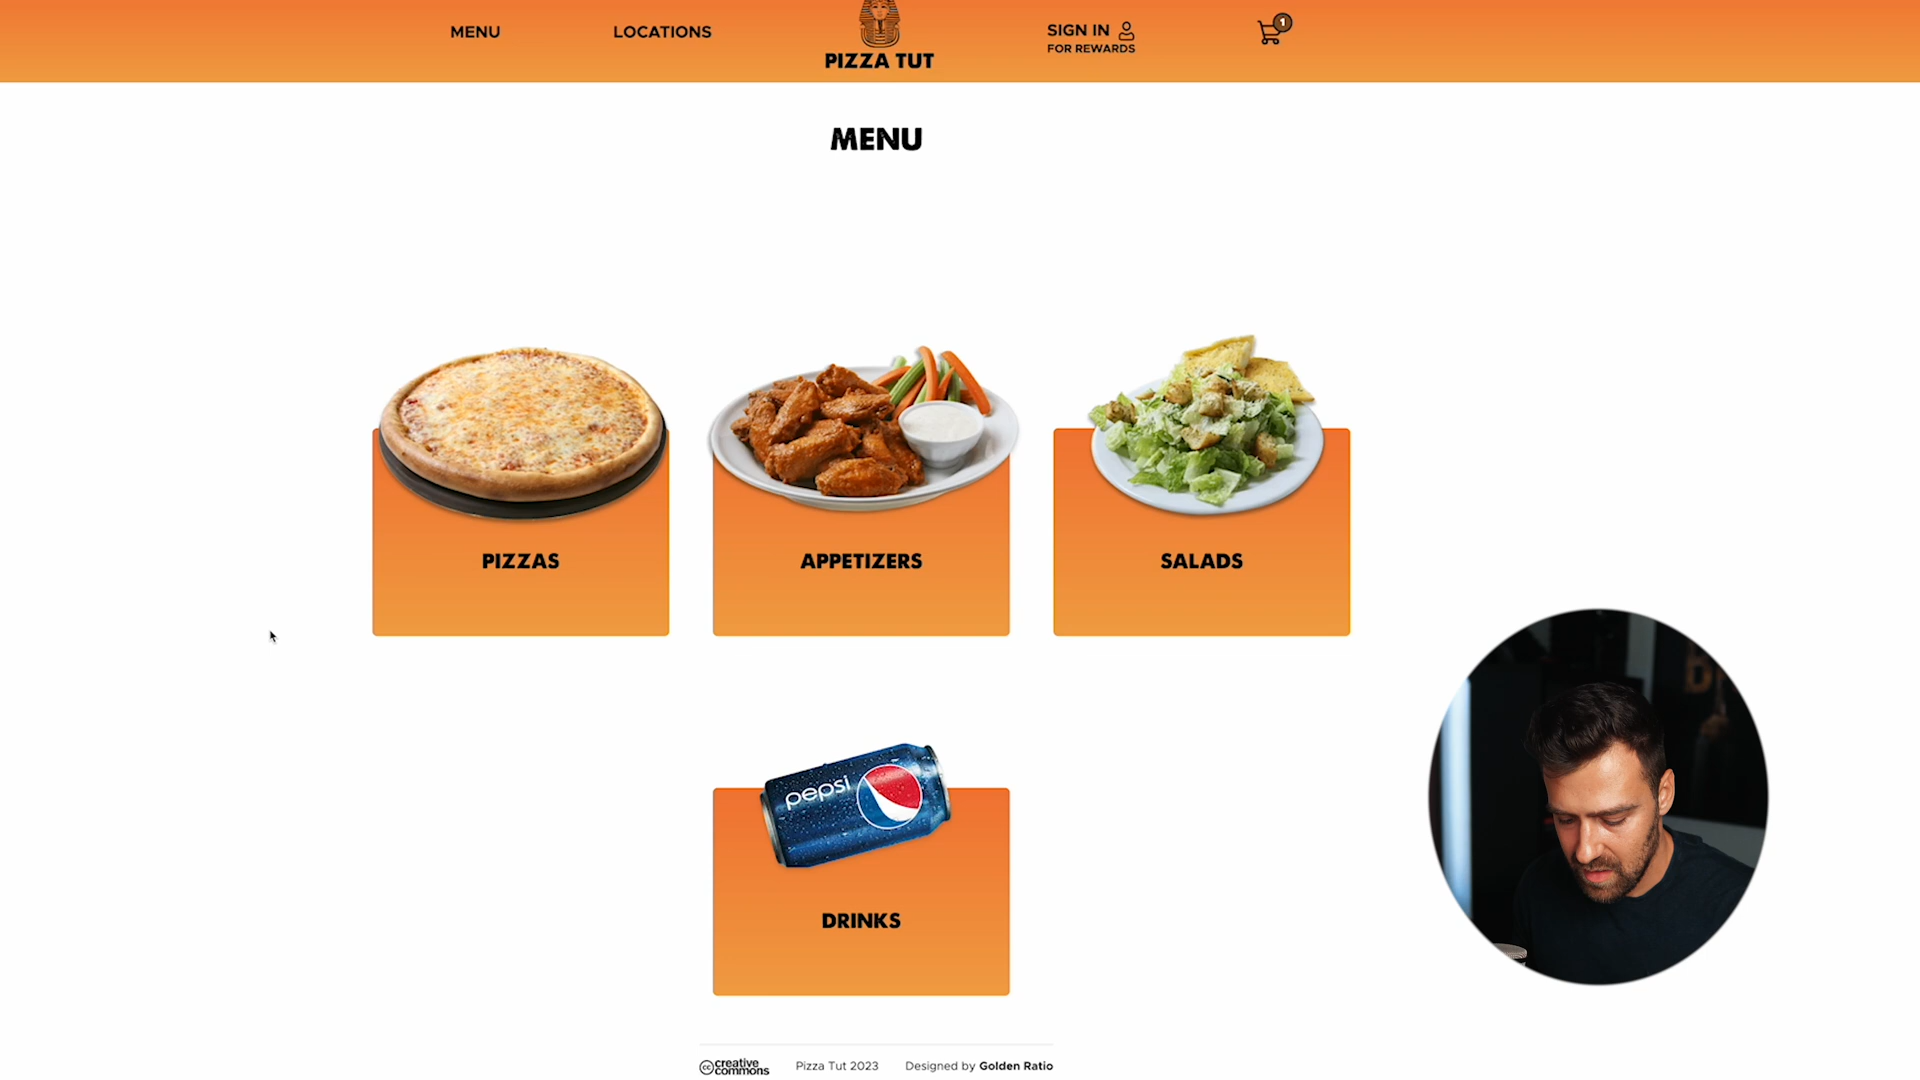 MENU
LOCATIONS
PIZZA TUT
SIGN IN
FOR REWARDS
1
MENU
PIZZAS
APPETIZERS
SALADS
pepsi
DRINKS
cc creative commons
Pizza Tut 2023
Designed by Golden Ratio